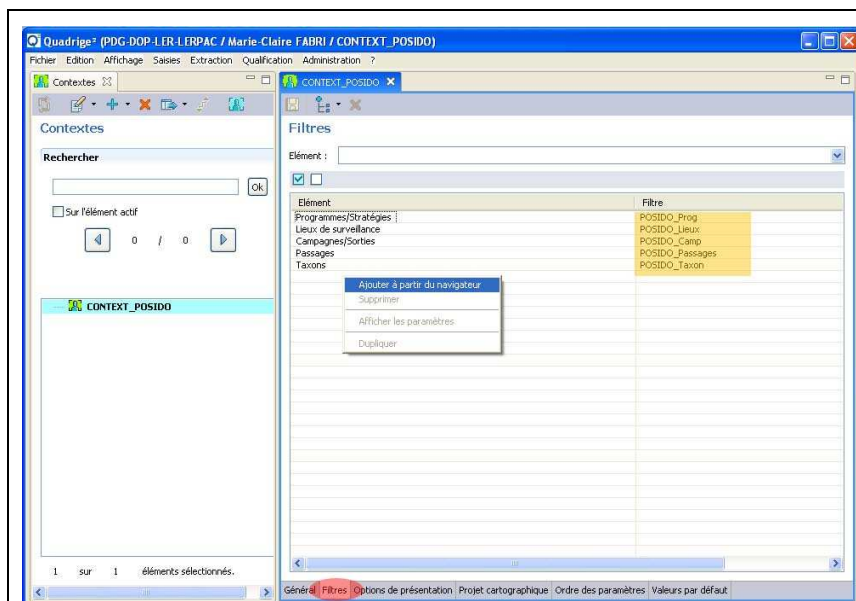 Quadrige² (PDG-DOP-LER-LERPAC / Marie-Claire FABRI / CONTEXT_POSIDO)
Fichier Edition Affichage Saisies Extraction Qualification Administration ?
Contextes
CONTEXT_POSIDO
Contextes
Filtres
Rechercher
Elément :
Ok
Sur l'élément actif
0 / 0
Elément Filtre
Programmes/Stratégies POSIDO_Prog
Lieux de surveillance POSIDO_Lieux
Campagnes/Sorties POSIDO_Camp
Passages POSIDO_Passages
Taxons POSIDO_Taxon
Ajouter à partir du navigateur
Supprimer
Afficher les paramètres
Dupliquer
CONTEXT_POSIDO
1 sur 1 éléments sélectionnés.
Général Filtres Options de présentation Projet cartographique Ordre des paramètres Valeurs par défaut